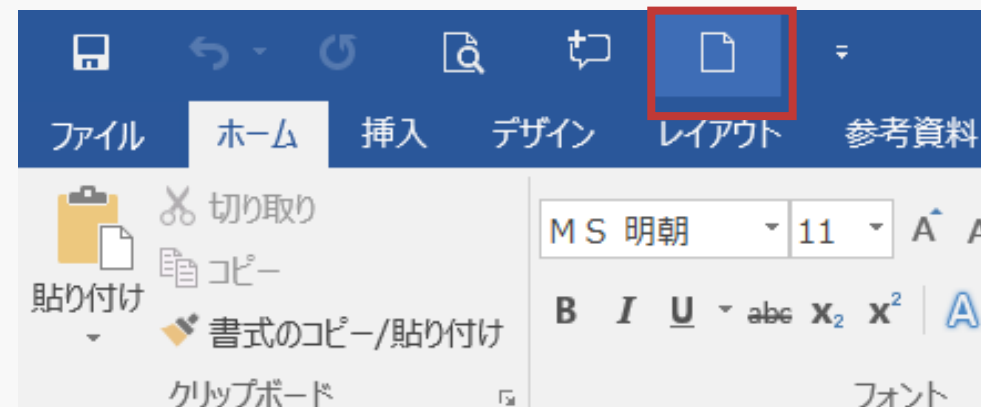 ファイル ホーム 挿入 デザイン レイアウト 参考資料
切り取り
ＭＳ 明朝 11 A A
コピー
貼り付け
B I U abc X₂ X² A
書式のコピー/貼り付け
クリップボード フォント